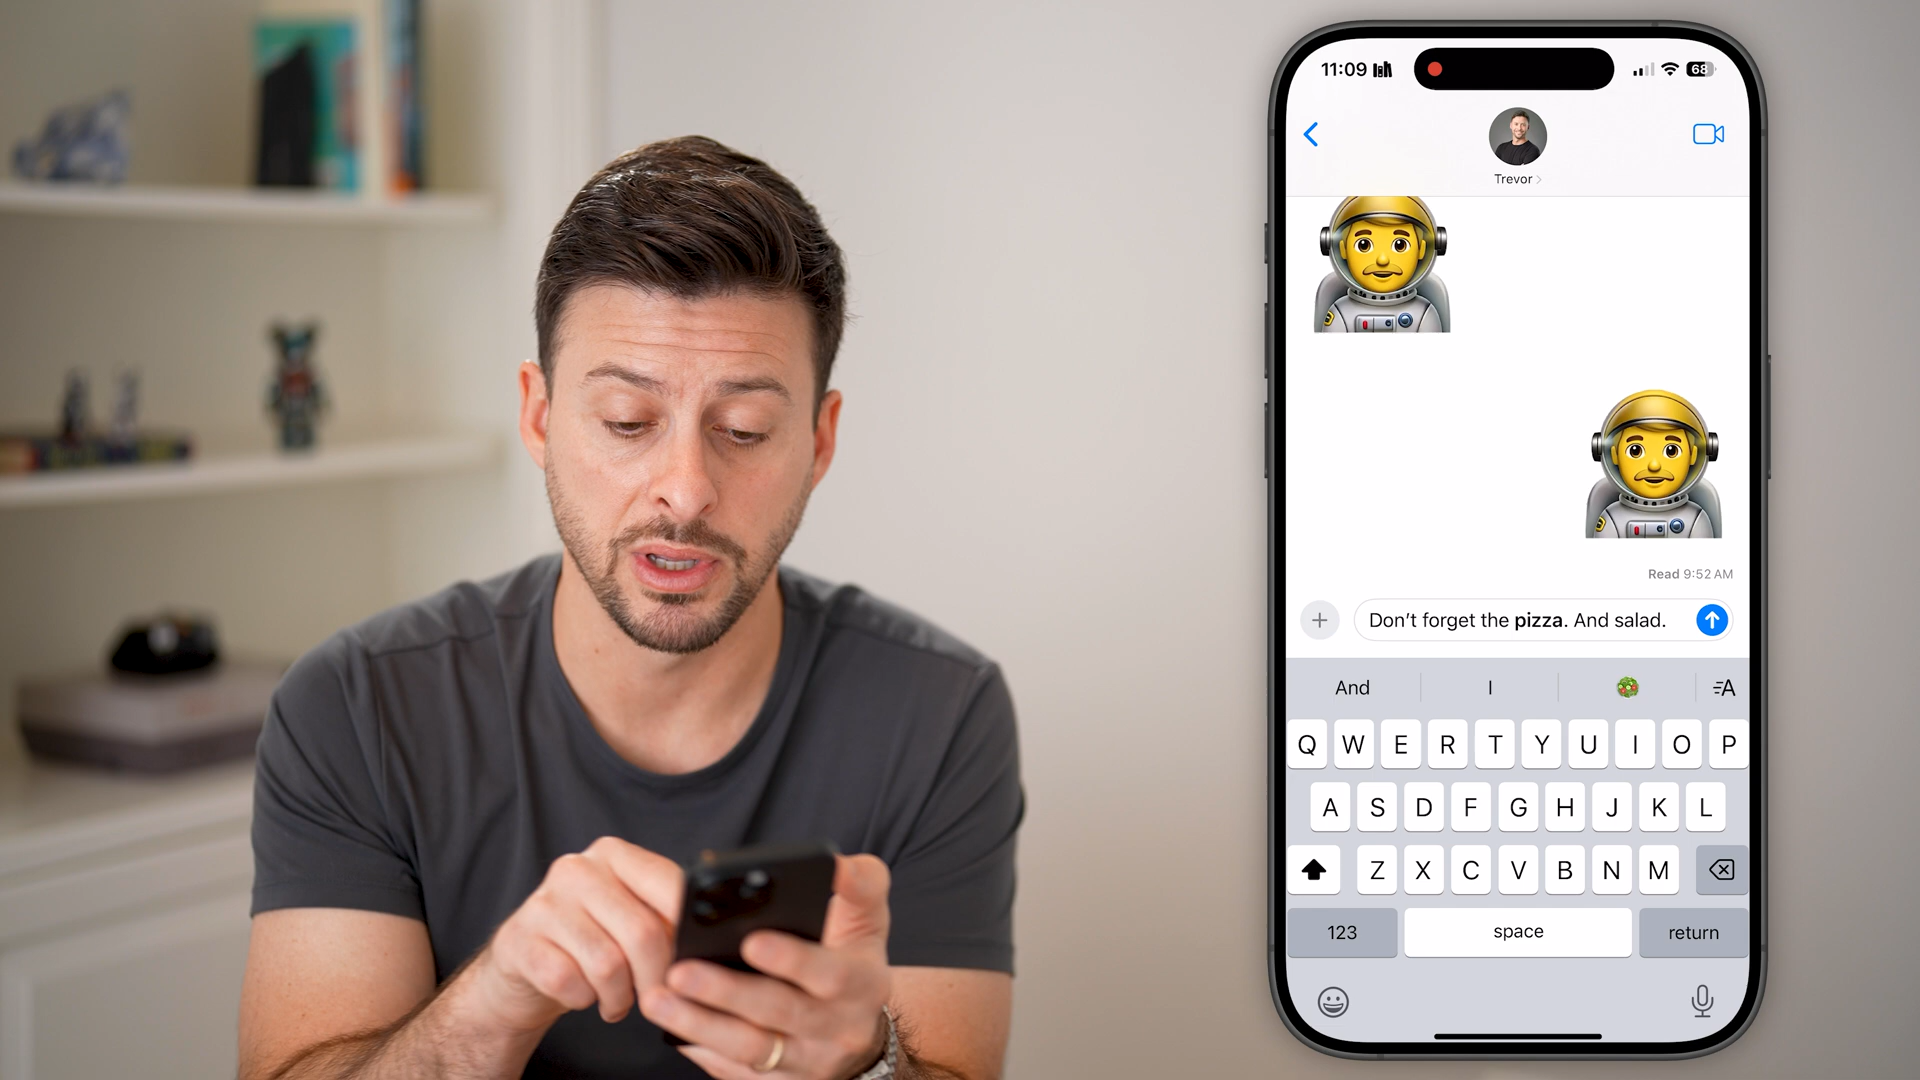 11:09
68
Trevor
Read 9:52 AM
Don’t forget the pizza. And salad.
And I
A
Q W E R T Y U I O P
A S D F G H J K L
Z X C V B N M
123 space return